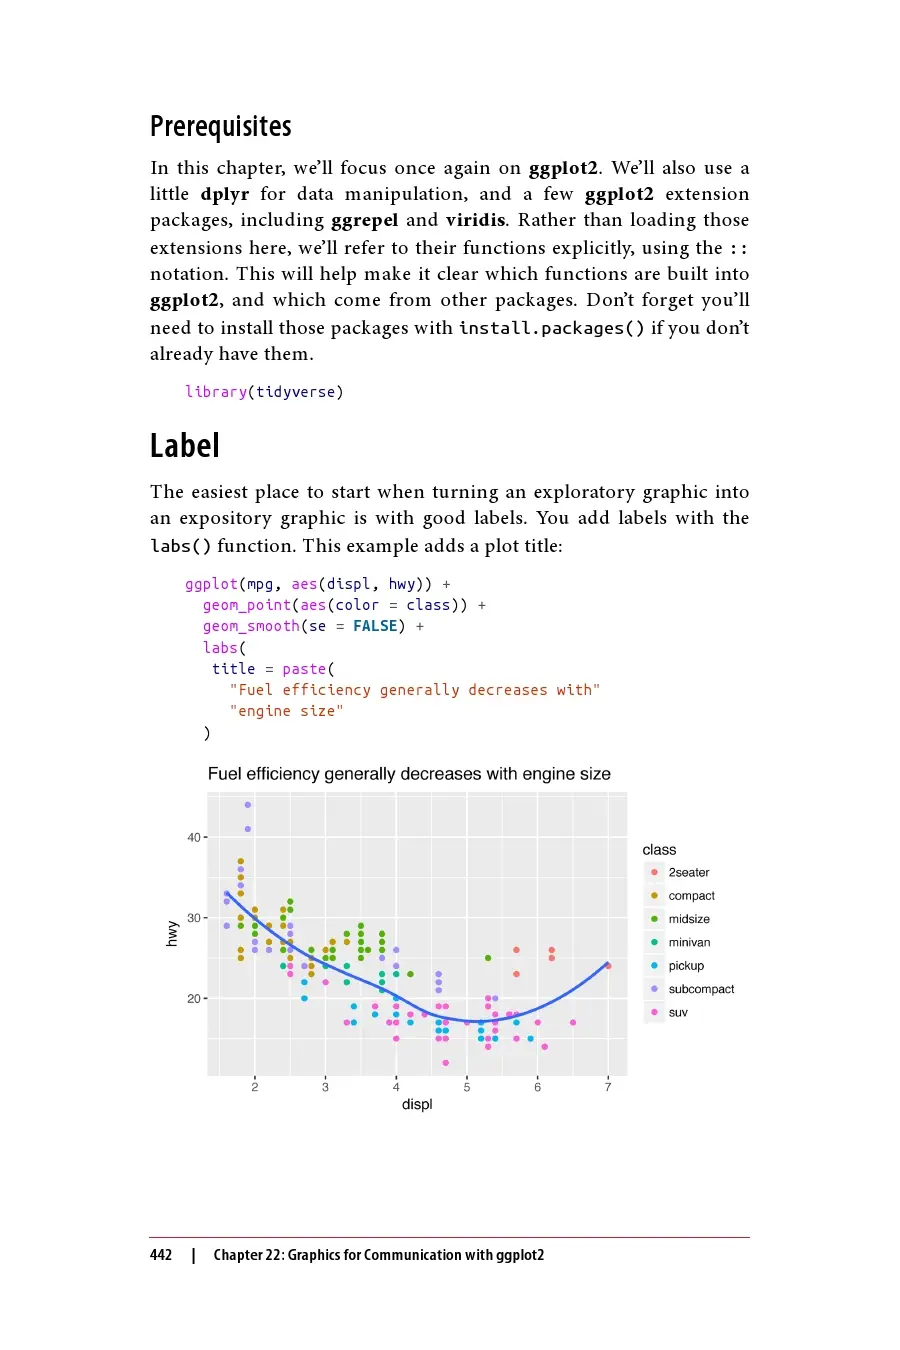 Prerequisites
In this chapter, we’ll focus once again on ggplot2. We’ll also use a
little dplyr for data manipulation, and a few ggplot2 extension
packages, including ggrepel and viridis. Rather than loading those
extensions here, we’ll refer to their functions explicitly, using the ::
notation. This will help make it clear which functions are built into
ggplot2, and which come from other packages. Don’t forget you’ll
need to install those packages with install.packages() if you don’t
already have them.
library(tidyverse)
Label
The easiest place to start when turning an exploratory graphic into
an expository graphic is with good labels. You add labels with the
labs() function. This example adds a plot title:
ggplot(mpg, aes(displ, hwy)) +
geom_point(aes(color = class)) +
geom_smooth(se = FALSE) +
labs(
title = paste(
"Fuel efficiency generally decreases with"
"engine size"
)
Fuel efficiency generally decreases with engine size
40
30
20
hwy
2 3 4 5 6 7
displ
class
2seater
compact
midsize
minivan
pickup
subcompact
suv
442 | Chapter 22: Graphics for Communication with ggplot2